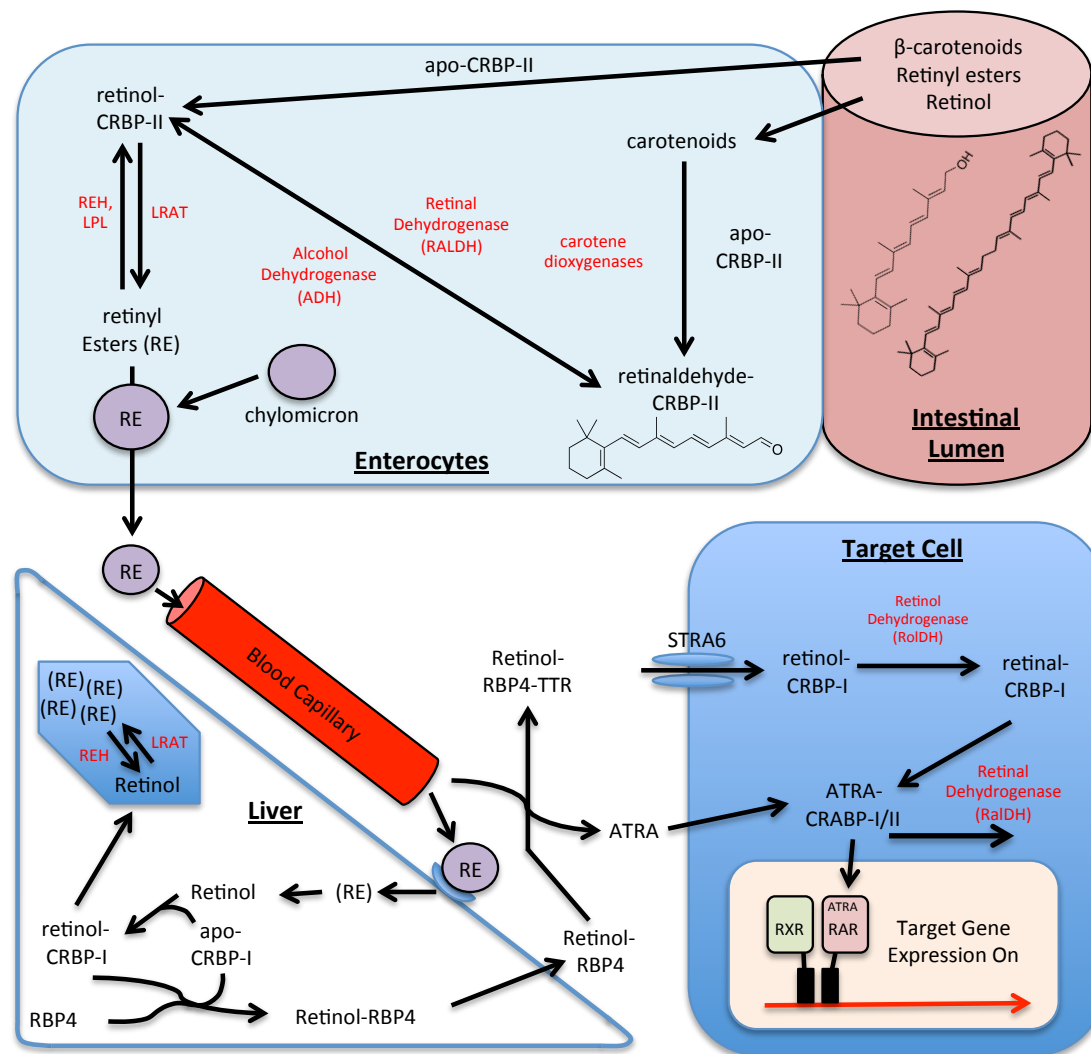 β-carotenoids
Retinyl esters
Retinol
apo-CRBP-II
retinol-
CRBP-II
carotenoids
REH,
LPL
LRAT
Retinal
Dehydrogenase
(RALDH)
carotene
dioxygenases
apo-
CRBP-II
Alcohol
Dehydrogenase
(ADH)
retinyl
Esters (RE)
RE
chylomicron
retinaldehyde-
CRBP-II
O
OH
Enterocytes
Intestinal
Lumen
RE
Blood Capillary
Target Cell
STRA6
Retinol
Dehydrogenase
(RolDH)
retinol-
CRBP-I
retinal-
CRBP-I
Retinol-
RBP4-TTR
(RE)
(RE)
(RE)
(RE)
REH
LRAT
Retinol
Liver
ATRA
ATRA-
CRABP-I/II
Retinal
Dehydrogenase
(RalDH)
RE
(RE)
Retinol
retinol-
CRBP-I
apo-
CRBP-I
RBP4
Retinol-RBP4
Retinol-
RBP4
RXR
ATRA
RAR
Target Gene
Expression On